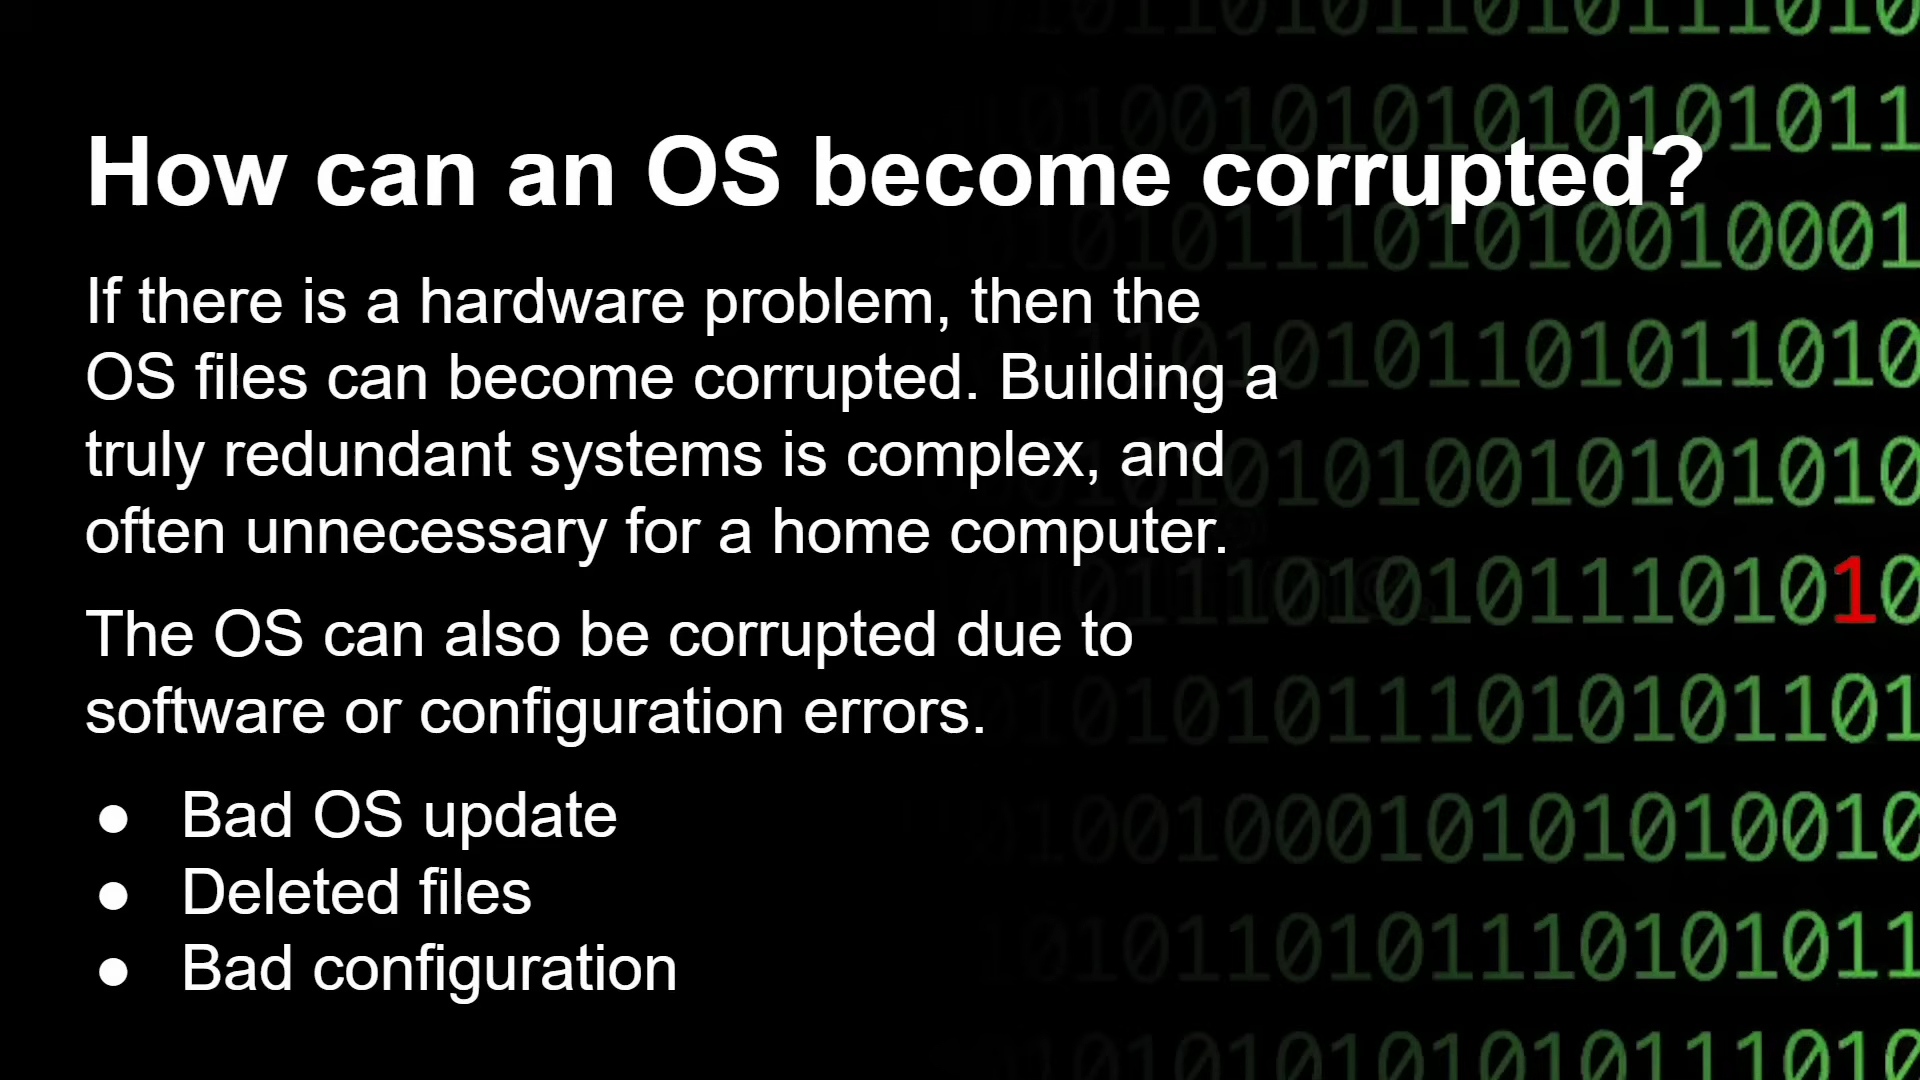 How can an OS become corrupted?
If there is a hardware problem, then the
OS files can become corrupted. Building a
truly redundant systems is complex, and
often unnecessary for a home computer.
The OS can also be corrupted due to
software or configuration errors.
● Bad OS update
● Deleted files
● Bad configuration